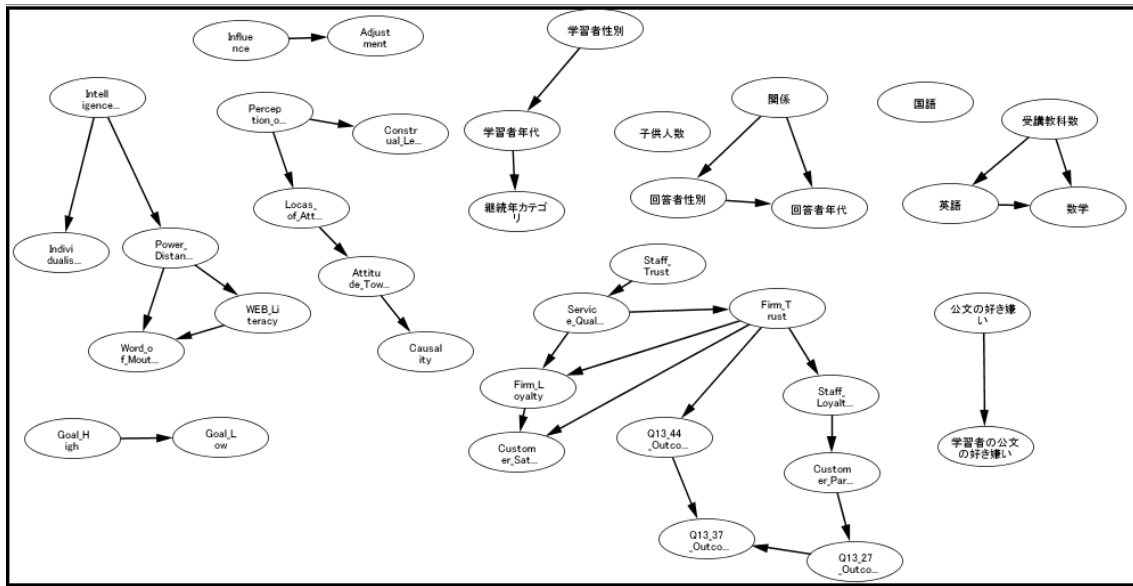 Influe
nce
Adjust
ment
学習者性別
Intell
igence...
Percep
tion_o...
Constr
ual_Le...
学習者年代
子供人数
関係
国語
受講教科数
Locas_
of_Att...
継続年カテゴ
リ
回答者性別
回答者年代
英語
数学
Indivi
dualis...
Power_
Distan...
Attitu
de_Tow...
Staff_
Trust
WEB_Li
teracy
Servic
e_Qual...
Firm_T
rust
公文の好き嫌
い
Word_o
f_Mout...
Causal
ity
Firm_L
oyalty
Staff_
Loyalt...
Goal_H
igh
Goal_L
ow
Custom
er_Sat...
Q13_44
_Outco...
学習者の公文
の好き嫌い
Custom
er_Par...
Q13_37
_Outco...
Q13_27
_Outco...